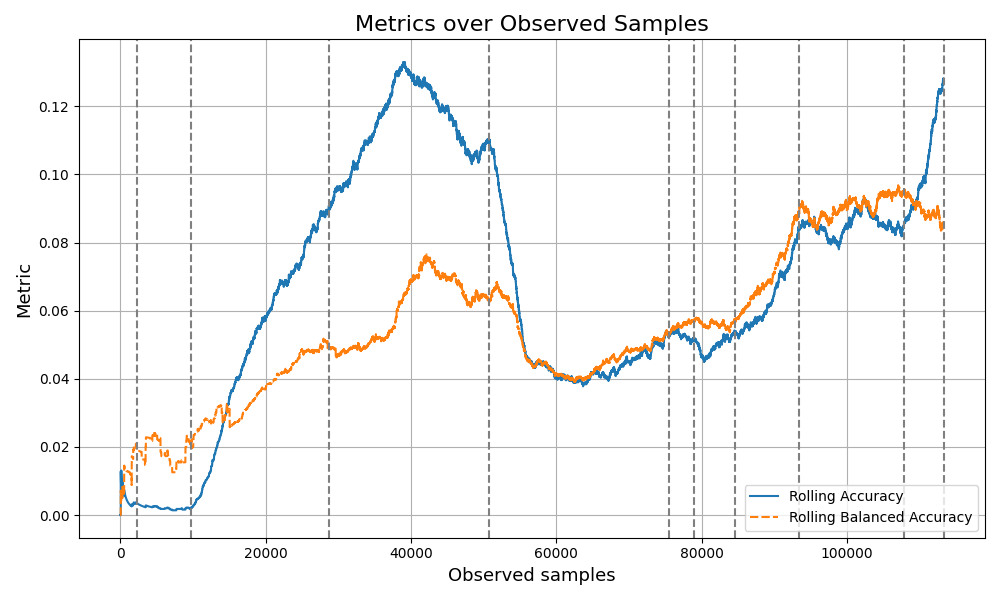 Metrics over Observed Samples
Metric
0.12
0.10
0.08
0.06
0.04
0.02
0.00
0
20000
40000
60000
80000
100000
Observed samples
Rolling Accuracy
Rolling Balanced Accuracy